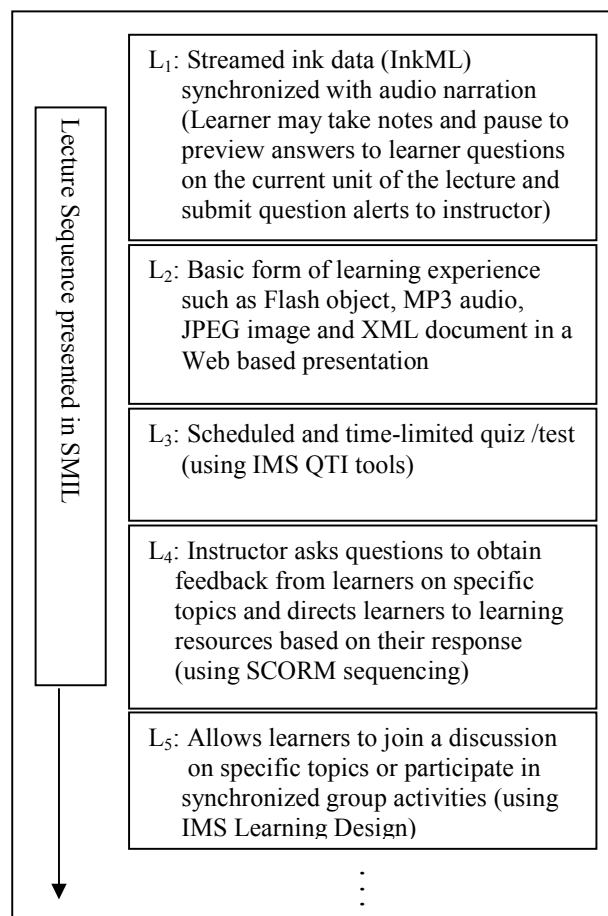 Lecture Sequence presented in SMIL
L₁: Streamed ink data (InkML)
synchronized with audio narration
(Learner may take notes and pause to
preview answers to learner questions
on the current unit of the lecture and
submit question alerts to instructor)
L₂: Basic form of learning experience
such as Flash object, MP3 audio,
JPEG image and XML document in a
Web based presentation
L₃: Scheduled and time-limited quiz /test
(using IMS QTI tools)
L₄: Instructor asks questions to obtain
feedback from learners on specific
topics and directs learners to learning
resources based on their response
(using SCORM sequencing)
L₅: Allows learners to join a discussion
on specific topics or participate in
synchronized group activities (using
IMS Learning Design)